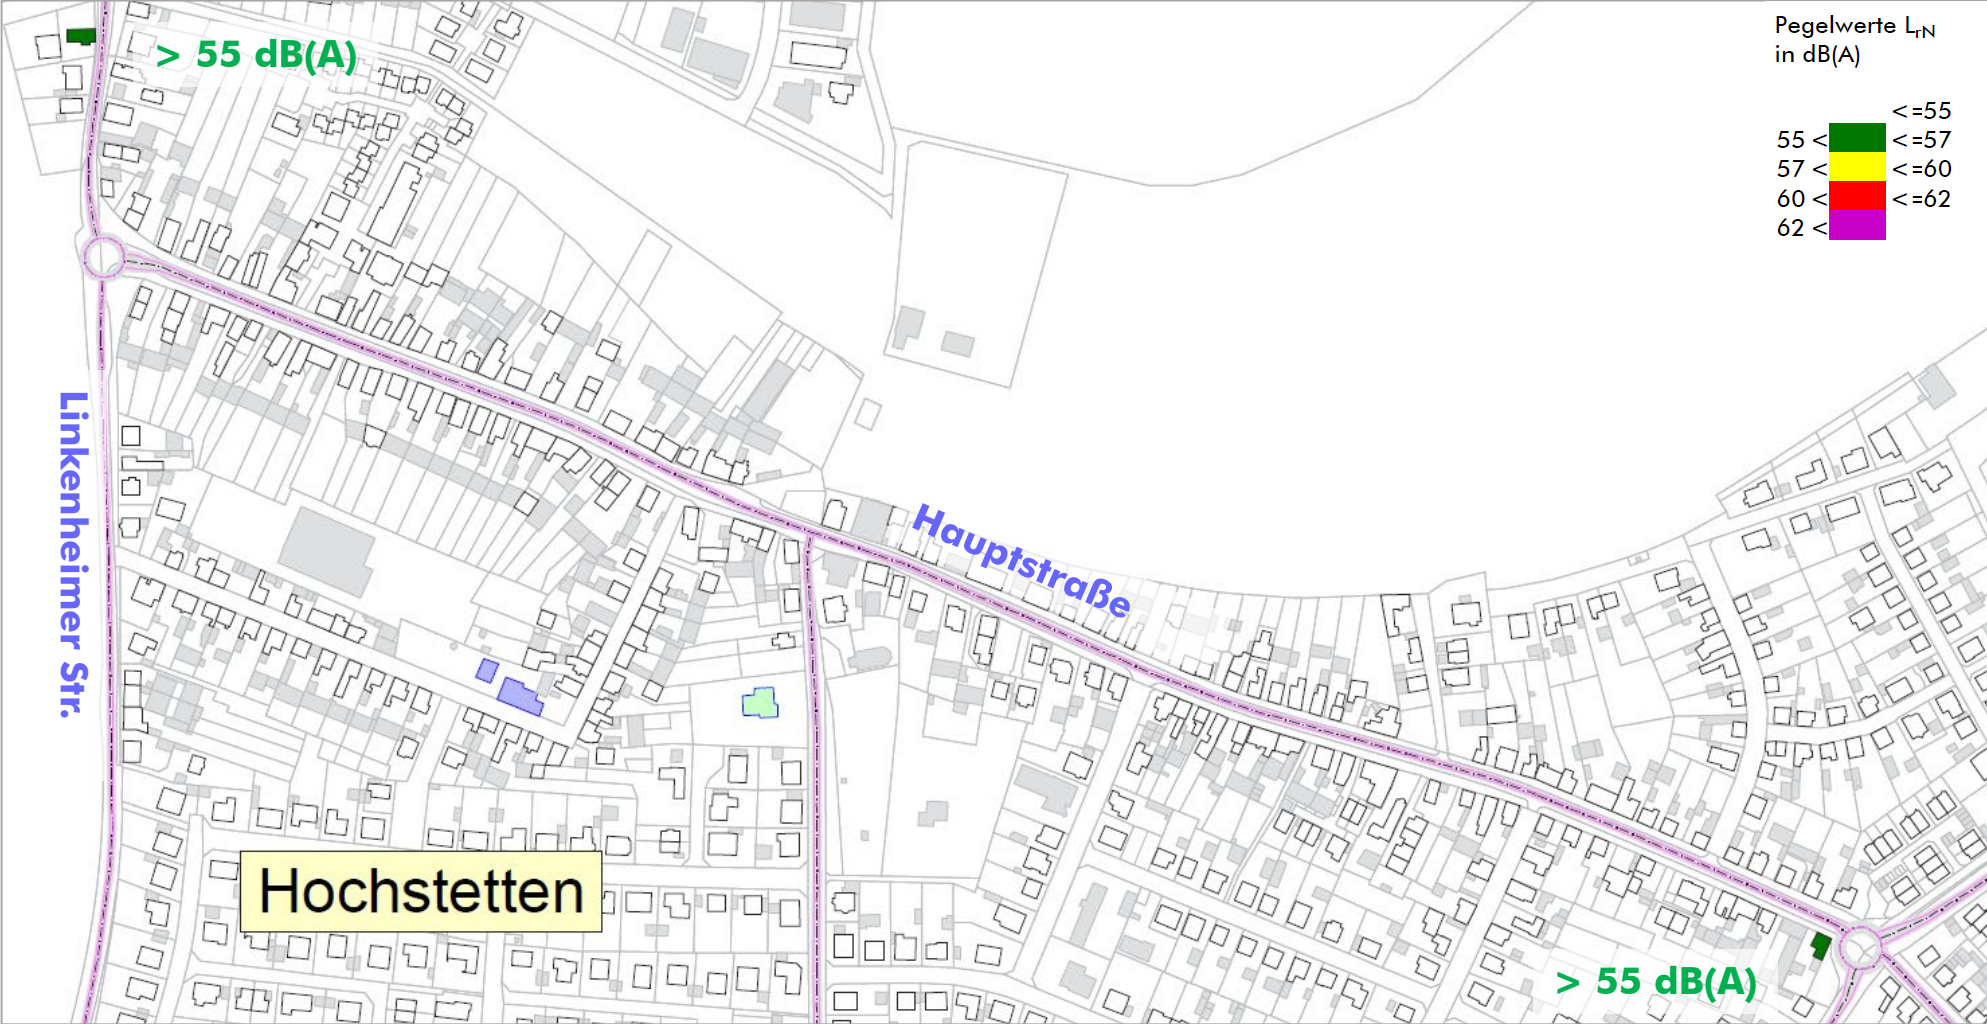 > 55 dB(A)
Pegelwerte LrN
in dB(A)
<=55
55 < <=57
57 < <=60
60 < <=62
62 <
Linkenheimer Str.
Hauptstraße
Hochstetten
> 55 dB(A)